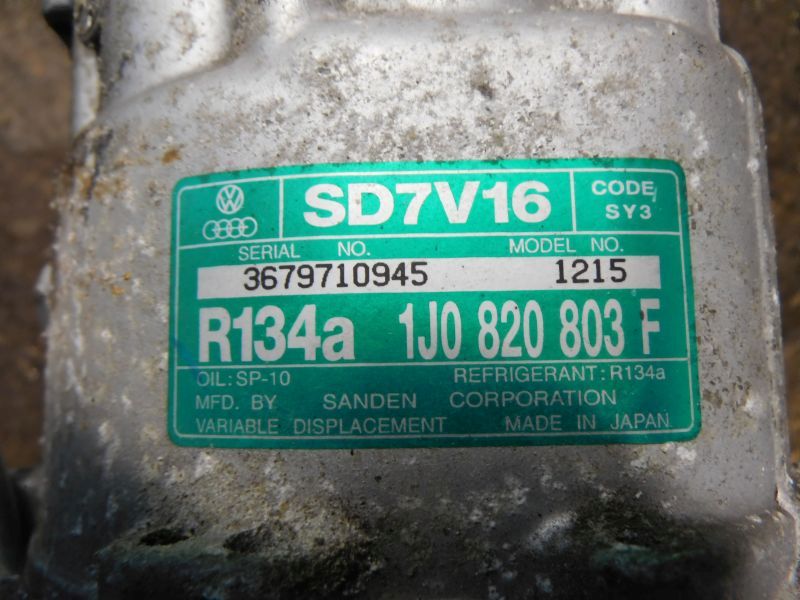 SD7V16 CODE SY3
SERIAL NO. MODEL NO.
3679710945 1215
R134a 1J0 820 803 F
OIL: SP-10 REFRIGERANT: R134a
MFD. BY SANDEN CORPORATION
VARIABLE DISPLACEMENT MADE IN JAPAN